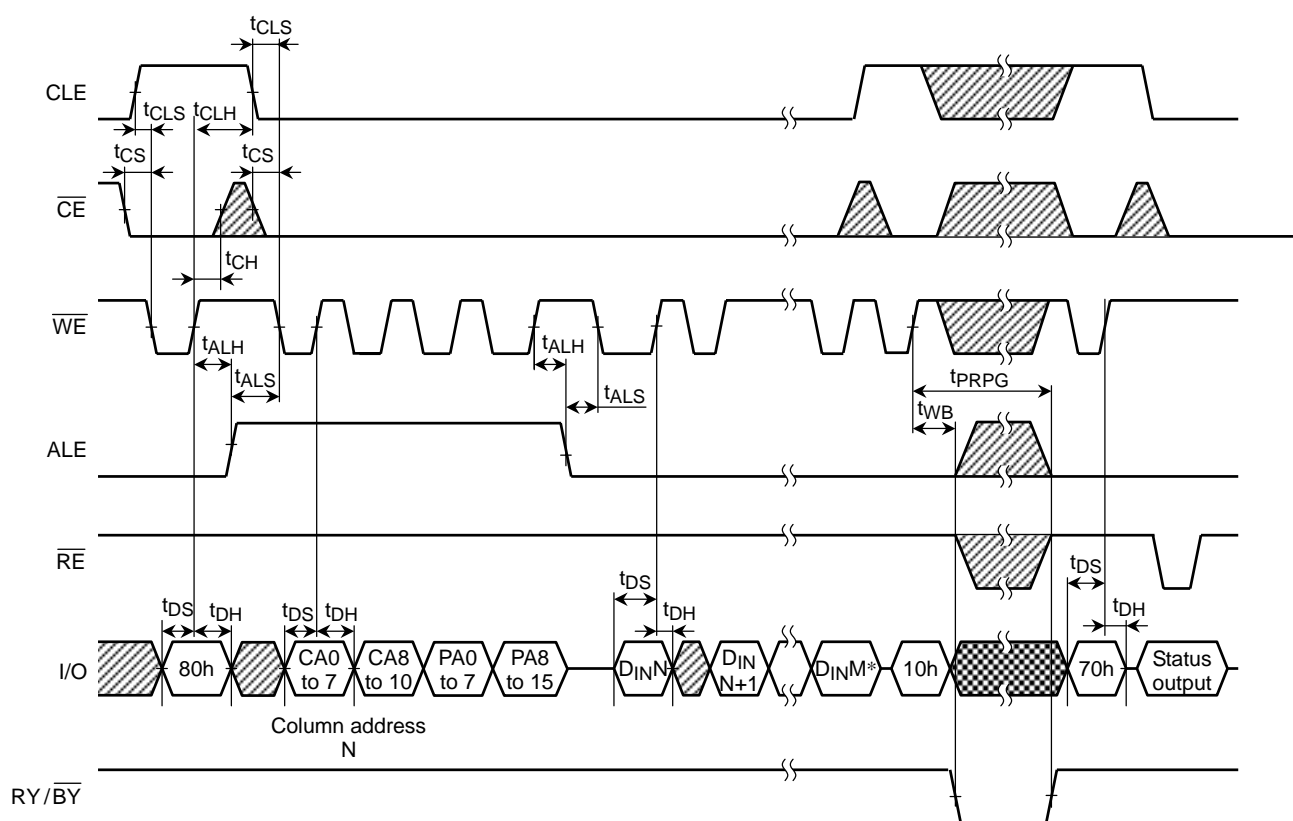 tCLS
CLE
tCLS tCLH
tCS tCS
CE
tCH
WE
tALH tALH
tALS tALS tPRPG
tWB
ALE
RE
tDS tDH tDS tDH tDS tDH tDS tDH
I/O 80h CA0 to 7 CA8 to 10 PA0 to 7 PA8 to 15 DINN DIN N+1 DINM* 10h 70h Status output
Column address
N
RY/BY